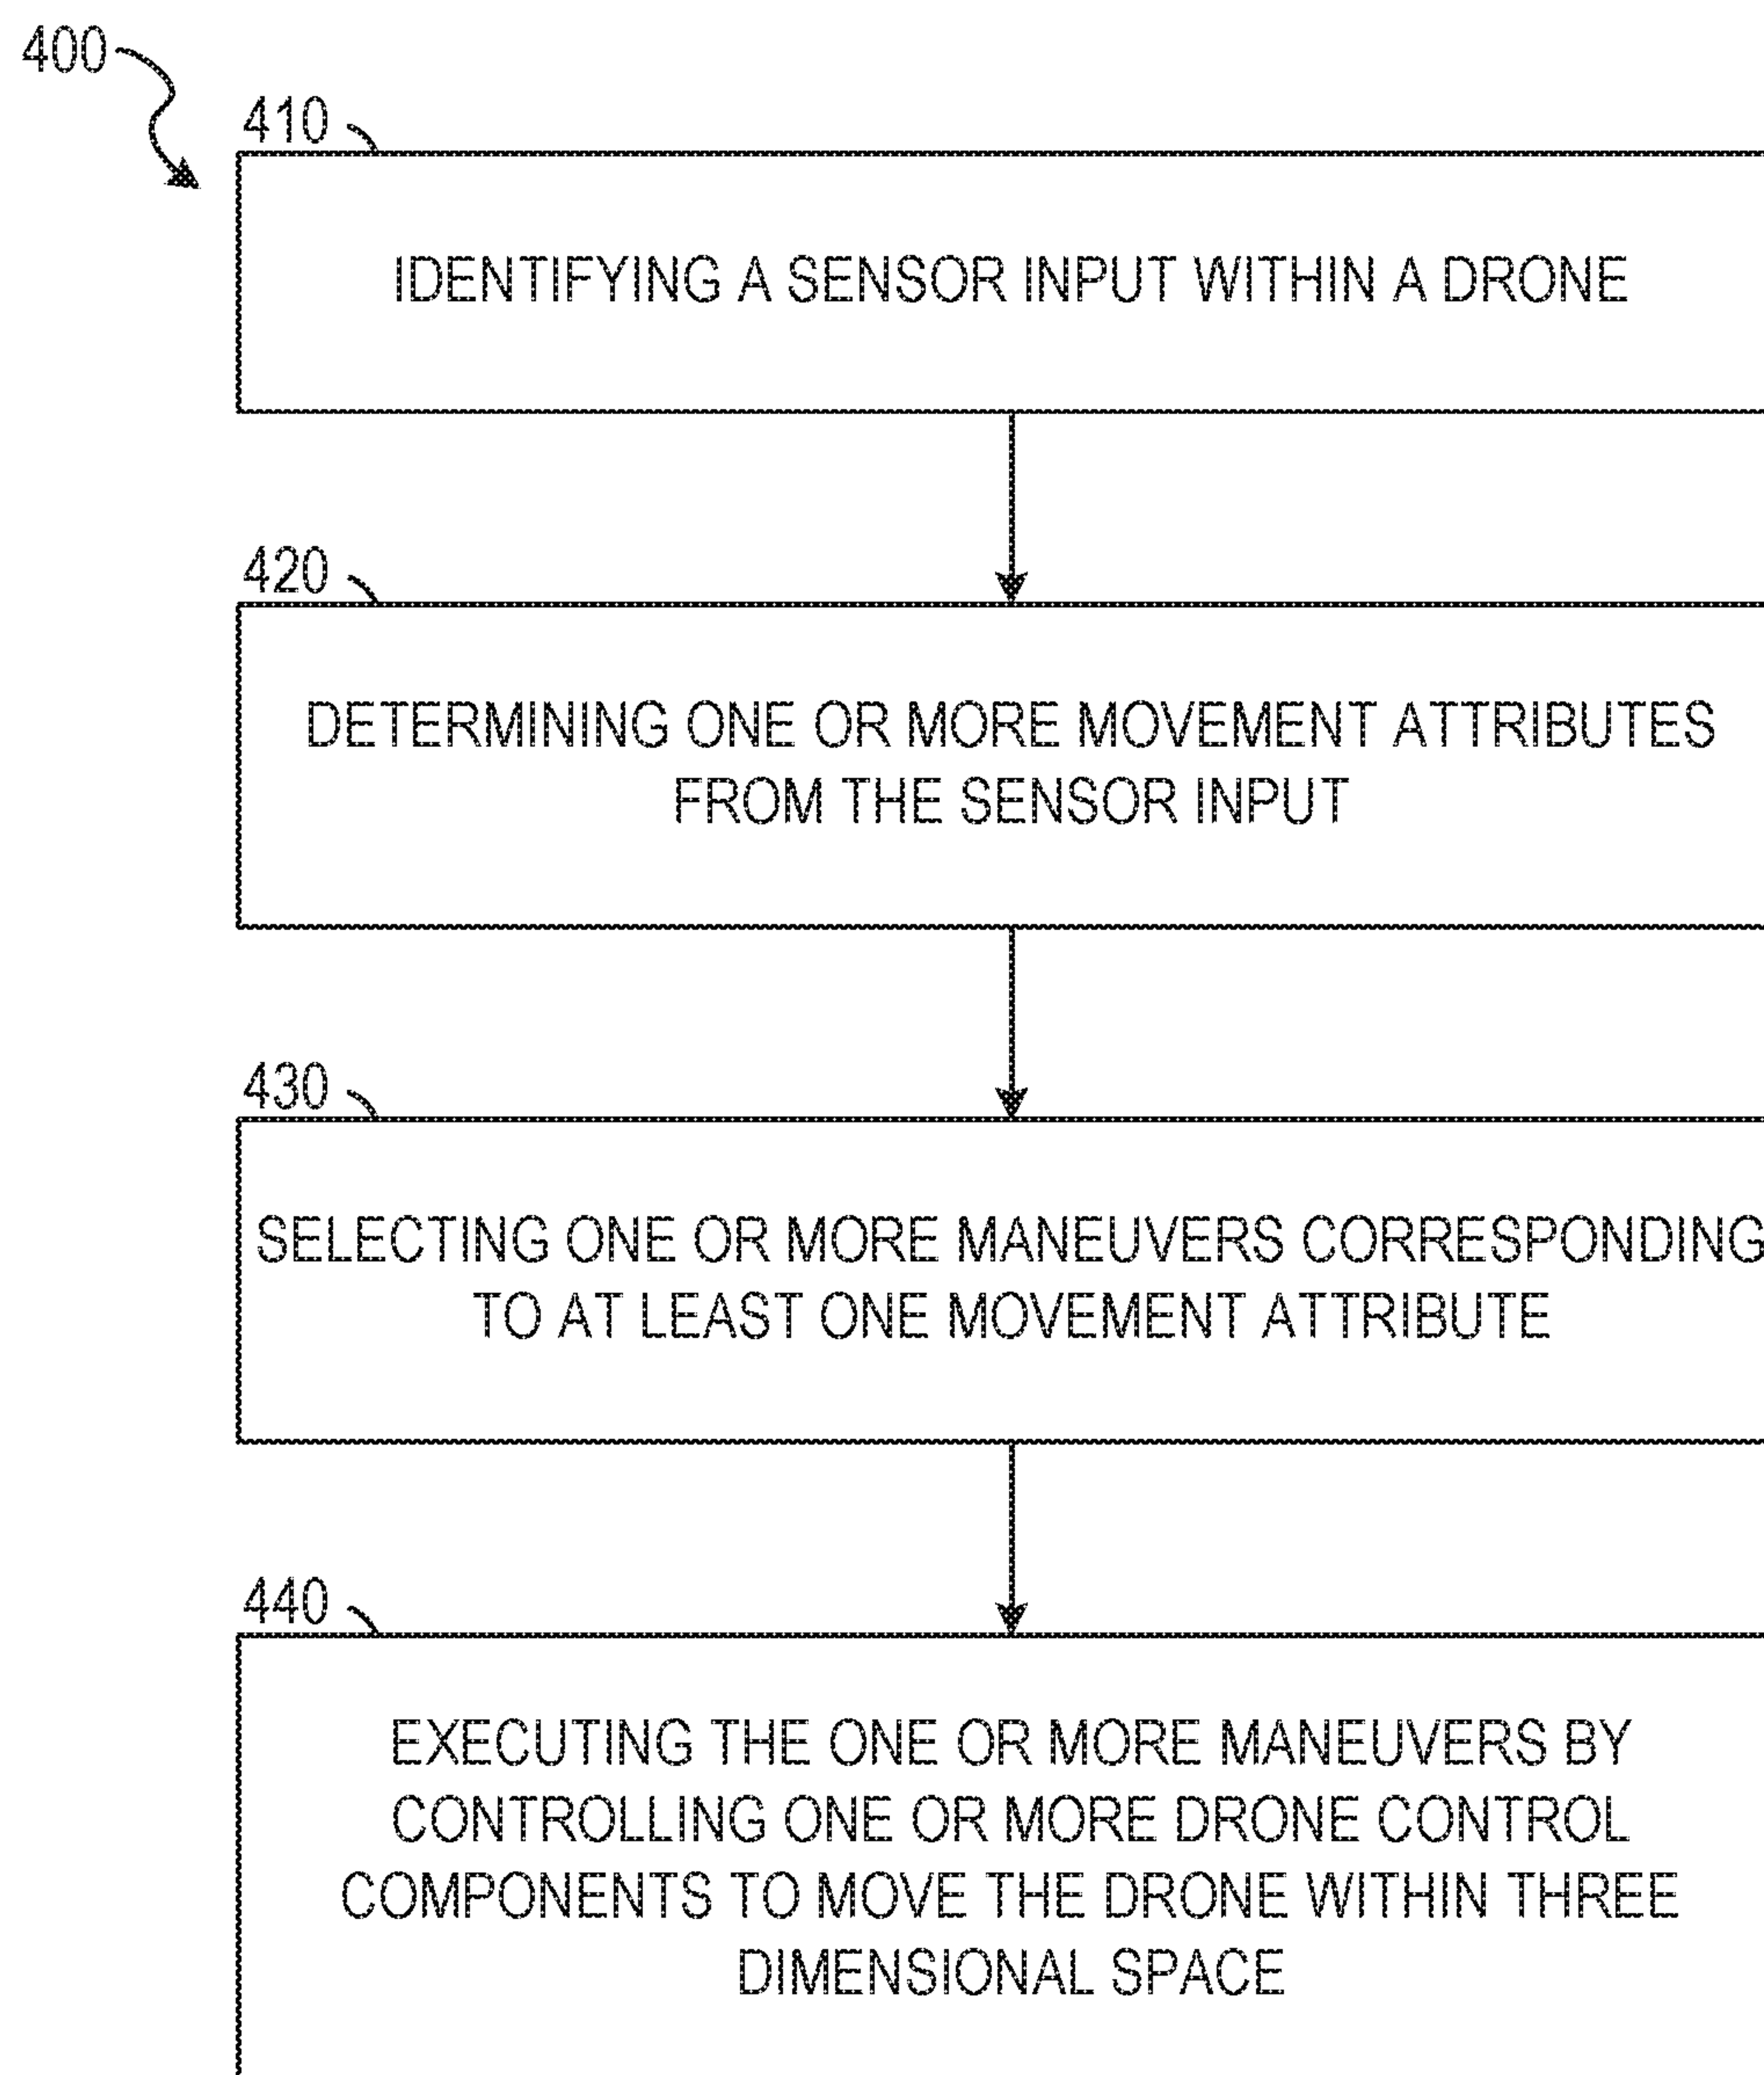 400
410
IDENTIFYING A SENSOR INPUT WITHIN A DRONE
420
DETERMINING ONE OR MORE MOVEMENT ATTRIBUTES
FROM THE SENSOR INPUT
430
SELECTING ONE OR MORE MANEUVERS CORRESPONDING
TO AT LEAST ONE MOVEMENT ATTRIBUTE
440
EXECUTING THE ONE OR MORE MANEUVERS BY
CONTROLLING ONE OR MORE DRONE CONTROL
COMPONENTS TO MOVE THE DRONE WITHIN THREE
DIMENSIONAL SPACE